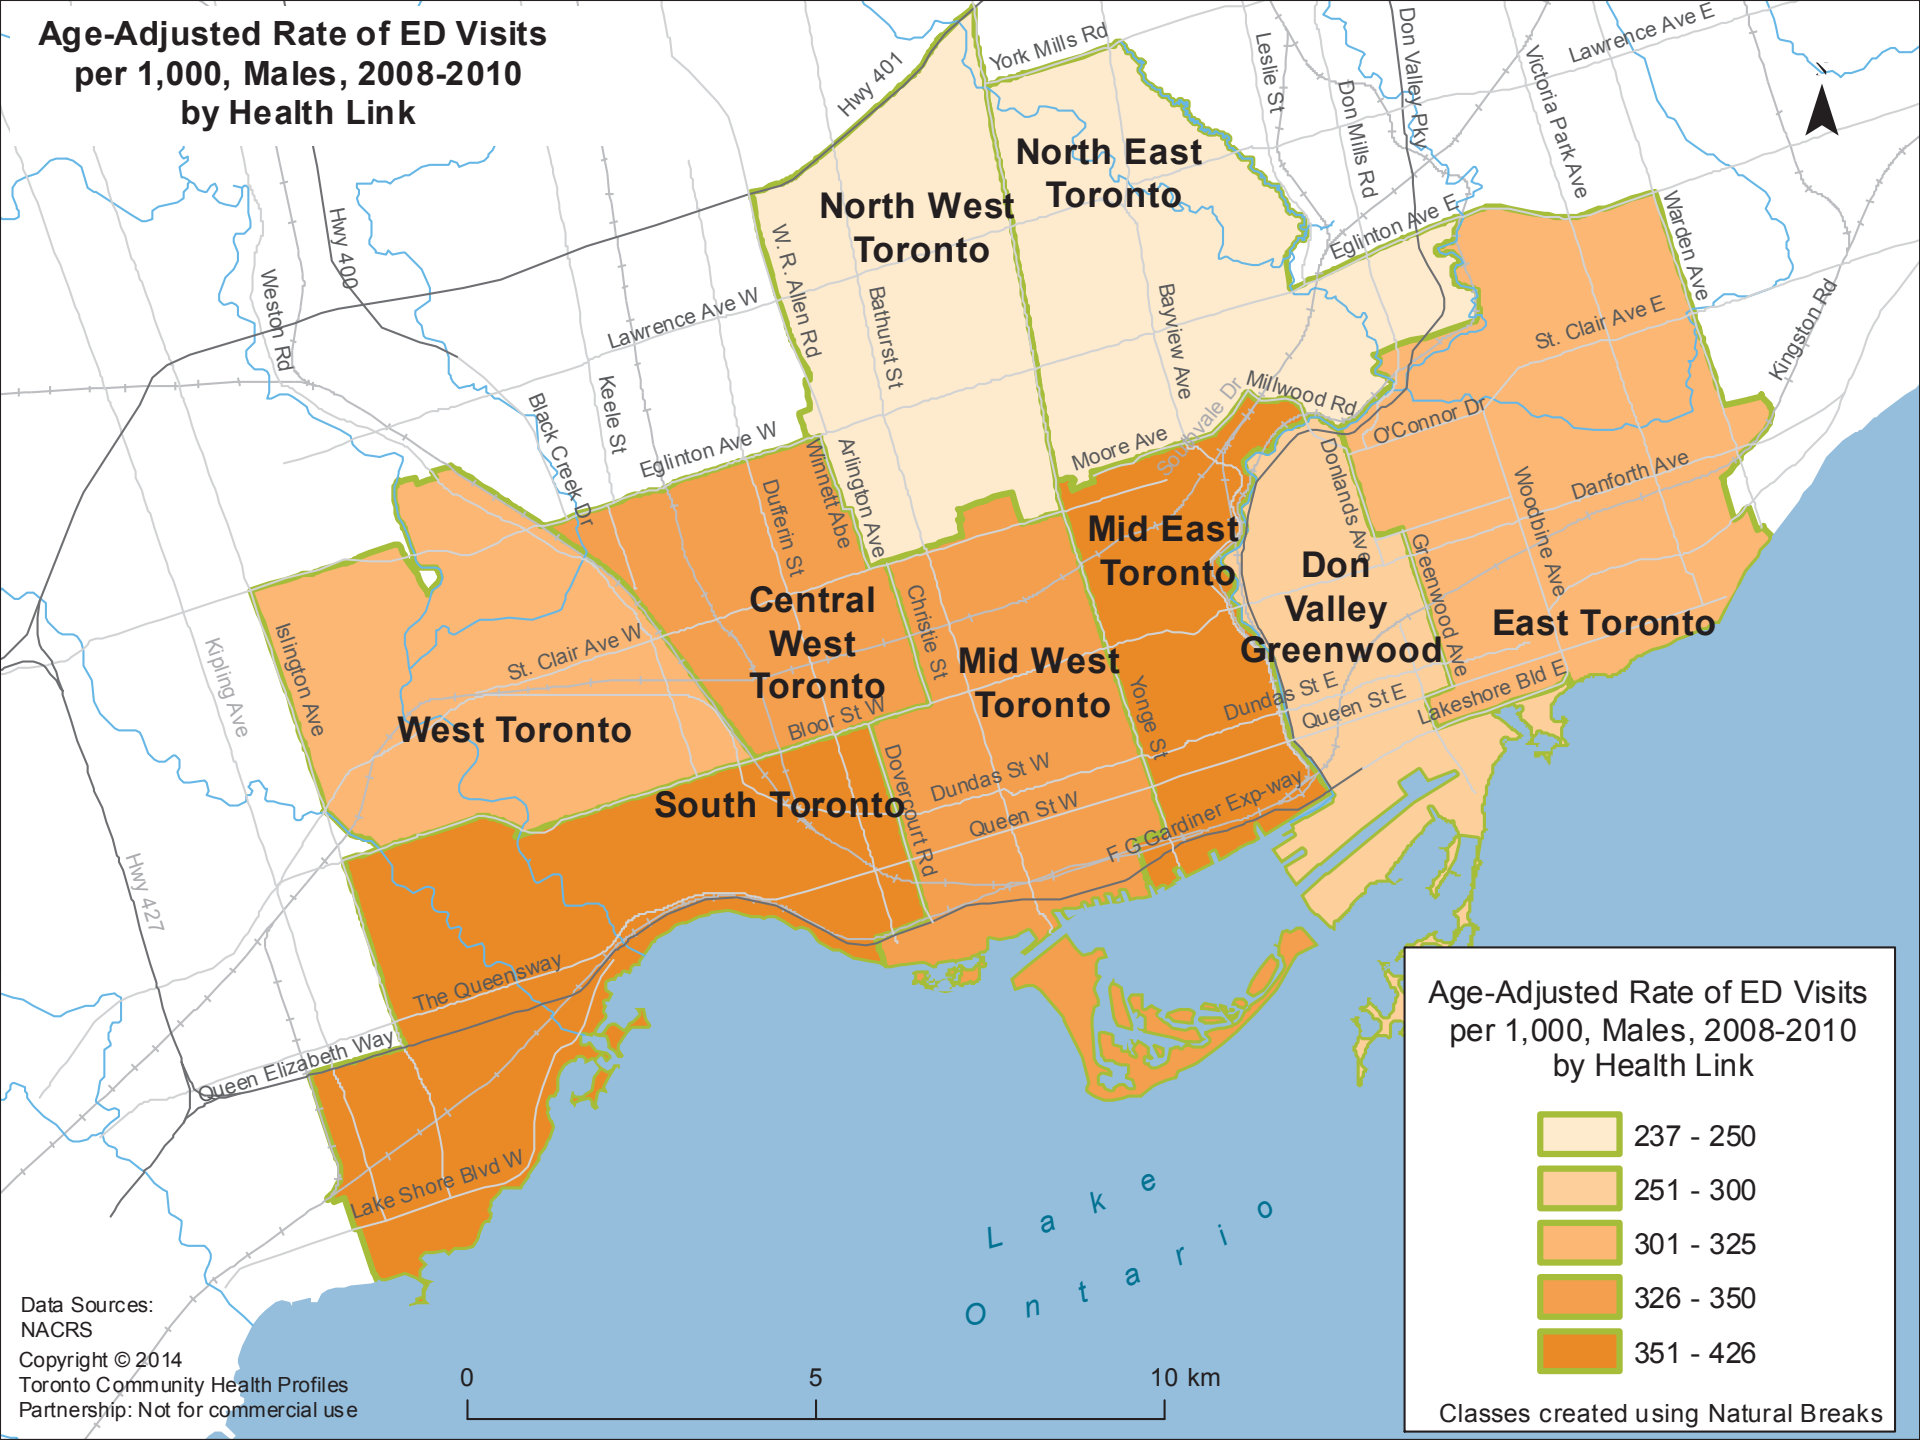 Age-Adjusted Rate of ED Visits
per 1,000, Males, 2008-2010
by Health Link
Hwy 401
York Mills Rd
Leslie St
Don Mills Rd
Don Valley Pky
Victoria Park Ave
Lawrence Ave E
N
North East
Toronto
North West
Toronto
Hwy 400
Weston Rd
W. R. Allen Rd
Bathurst St
Bayview Ave
Eglinton Ave E
Warden Ave
Kingston Rd
Lawrence Ave W
St. Clair Ave E
Keele St
Black Creek Dr
Eglinton Ave W
Winnett Abe
Arlington Ave
Dufferin St
Moore Ave
Southvale Dr
Millwood Rd
O'Connor Dr
Donlands Ave
Danforth Ave
Woodbine Ave
Greenwood Ave
Mid East
Toronto
Don
Valley
Greenwood
East Toronto
Central
West
Toronto
Christie St
Mid West
Toronto
Kipling Ave
Islington Ave
St. Clair Ave W
West Toronto
Bloor St W
Yonge St
Dundas St E
Queen St E
Lakeshore Bld E
South Toronto
Dovercourt Rd
Dundas St W
Queen St W
F G Gardiner Exp-way
Hwy 427
The Queensway
Queen Elizabeth Way
Lake Shore Blvd W
Lake
Ontario
Age-Adjusted Rate of ED Visits
per 1,000, Males, 2008-2010
by Health Link
237 - 250
251 - 300
301 - 325
326 - 350
351 - 426
Classes created using Natural Breaks
Data Sources:
NACRS
Copyright © 2014
Toronto Community Health Profiles
Partnership: Not for commercial use
0 5 10 km